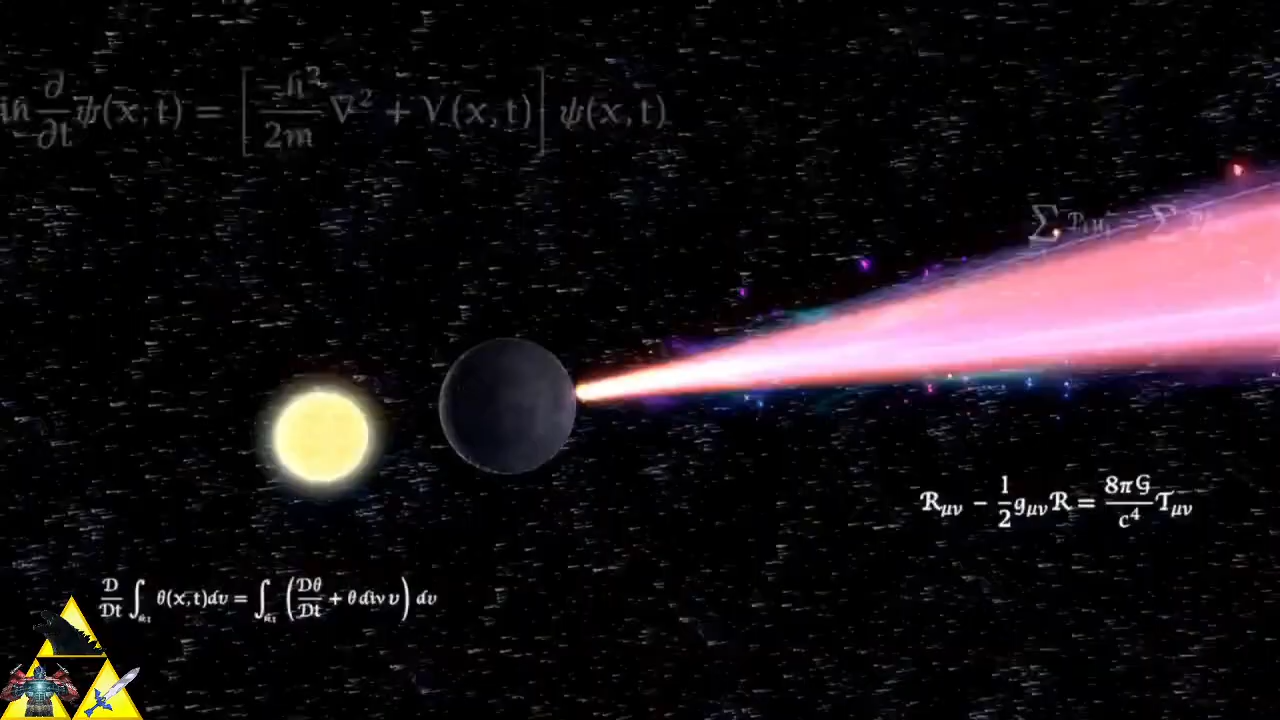 iħ ∂/∂t ψ(x, t) = [-ħ²/2m ∇² + V(x, t)] ψ(x, t)
R_μν − 1/2 g_μν R = 8πG/c⁴ T_μν
D/Dt ∫ θ(x, t)dv = ∫ (Dθ/Dt + θ div v) dv